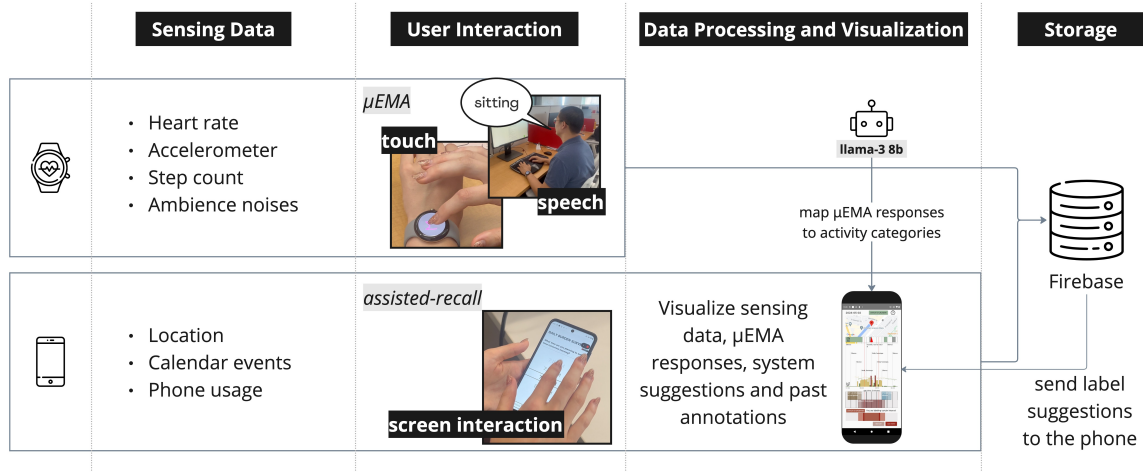 Sensing Data
User Interaction
Data Processing and Visualization
Storage
• Heart rate
• Accelerometer
• Step count
• Ambience noises
µEMA
touch
sitting
speech
llama-3 8b
map µEMA responses
to activity categories
Firebase
• Location
• Calendar events
• Phone usage
assisted-recall
screen interaction
Visualize sensing
data, µEMA
responses, system
suggestions and past
annotations
send label
suggestions
to the phone